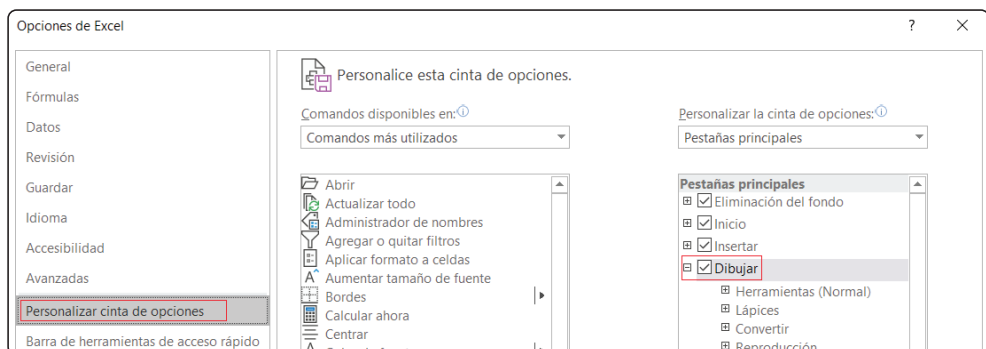 Opciones de Excel
?
General
Fórmulas
Datos
Revisión
Guardar
Idioma
Accesibilidad
Avanzadas
Personalizar cinta de opciones
Barra de herramientas de acceso rápido
Personalice esta cinta de opciones.
Comandos disponibles en:
Comandos más utilizados
Abrir
Actualizar todo
Administrador de nombres
Agregar o quitar filtros
Aplicar formato a celdas
Aumentar tamaño de fuente
Bordes
Calcular ahora
Centrar
Personalizar la cinta de opciones:
Pestañas principales
Pestañas principales
Eliminación del fondo
Inicio
Insertar
Dibujar
Herramientas (Normal)
Lápices
Convertir
Reproducción